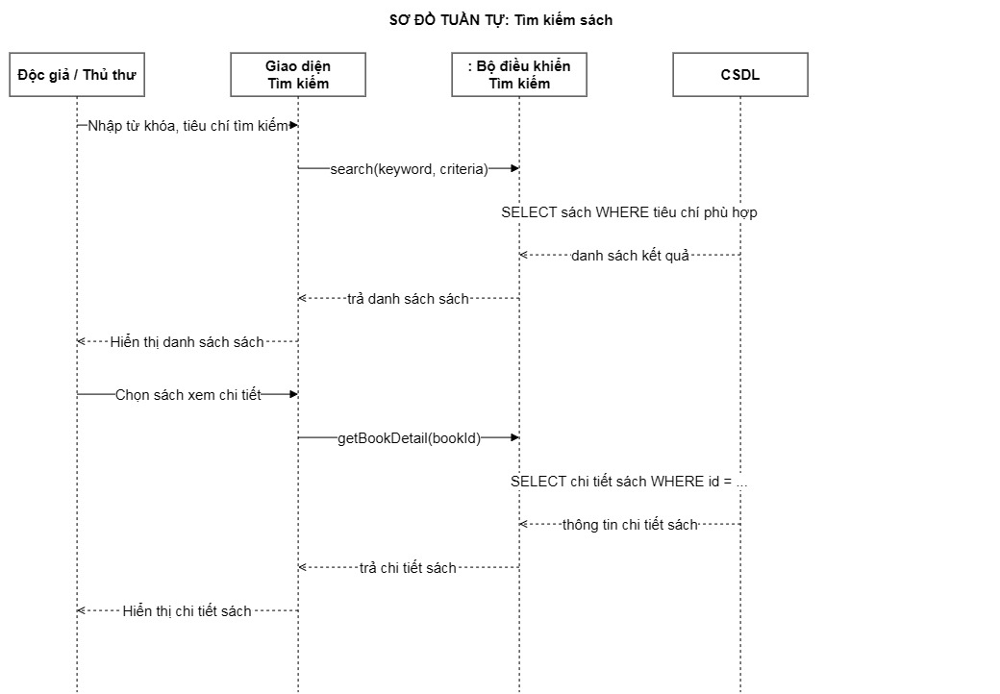 SƠ ĐỒ TUẦN TỰ: Tìm kiếm sách
Độc giả / Thủ thư
Giao diện
Tìm kiếm
: Bộ điều khiển
Tìm kiếm
CSDL
Nhập từ khóa, tiêu chí tìm kiếm
search(keyword, criteria)
SELECT sách WHERE tiêu chí phù hợp
danh sách kết quả
trả danh sách sách
Hiển thị danh sách sách
Chọn sách xem chi tiết
getBookDetail(bookId)
SELECT chi tiết sách WHERE id = ...
thông tin chi tiết sách
trả chi tiết sách
Hiển thị chi tiết sách